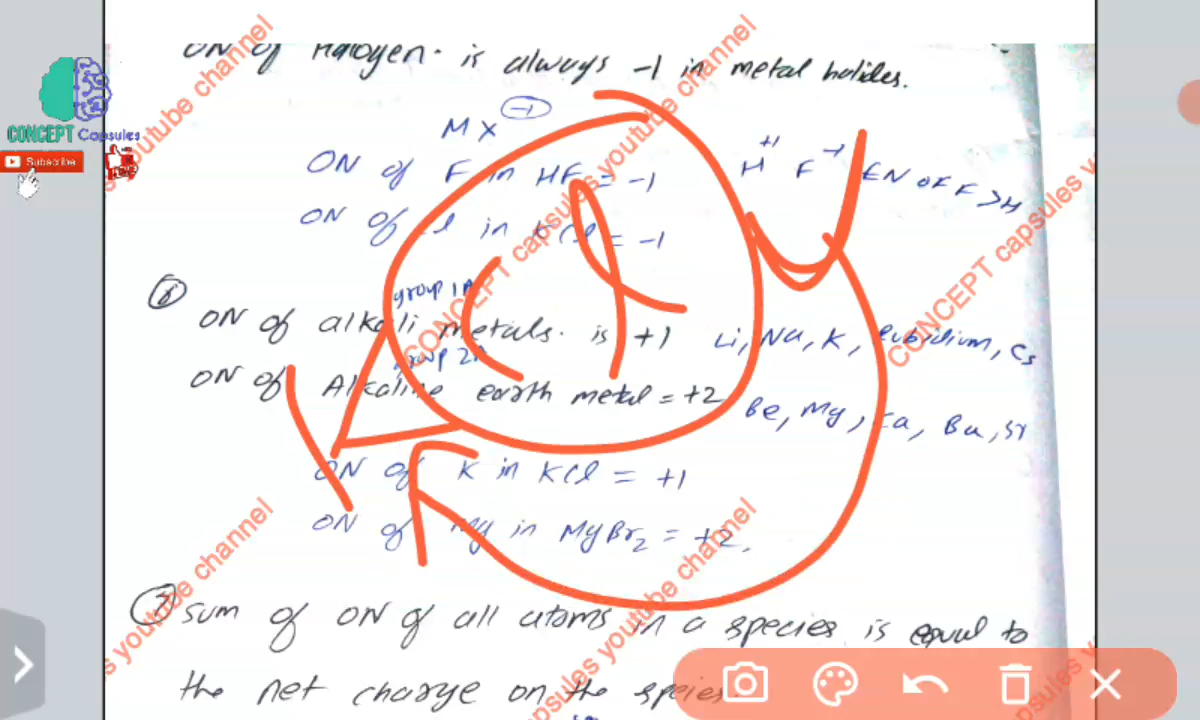 ON of Halogen. is always -1 in metal halides.
CONCEPT Capsules
Subscribe
MX -1
ON of F in HF = -1 H+1 F-1 EN OF F > H
ON of Cl in KCl = -1
group 1A
⑥ ON of alkali metals. is +1 Li, Na, K, Rubidium, Cs
group 2A
ON of Alkaline earth metal = +2 Be, Mg, Ca, Ba, Sr
ON of K in KCl = +1
ON of Mg in MgBr2 = +2.
⑦ sum of ON of all atoms in a species is equal to
the net charge on the speies.
CONCEPT capsules youtube channel